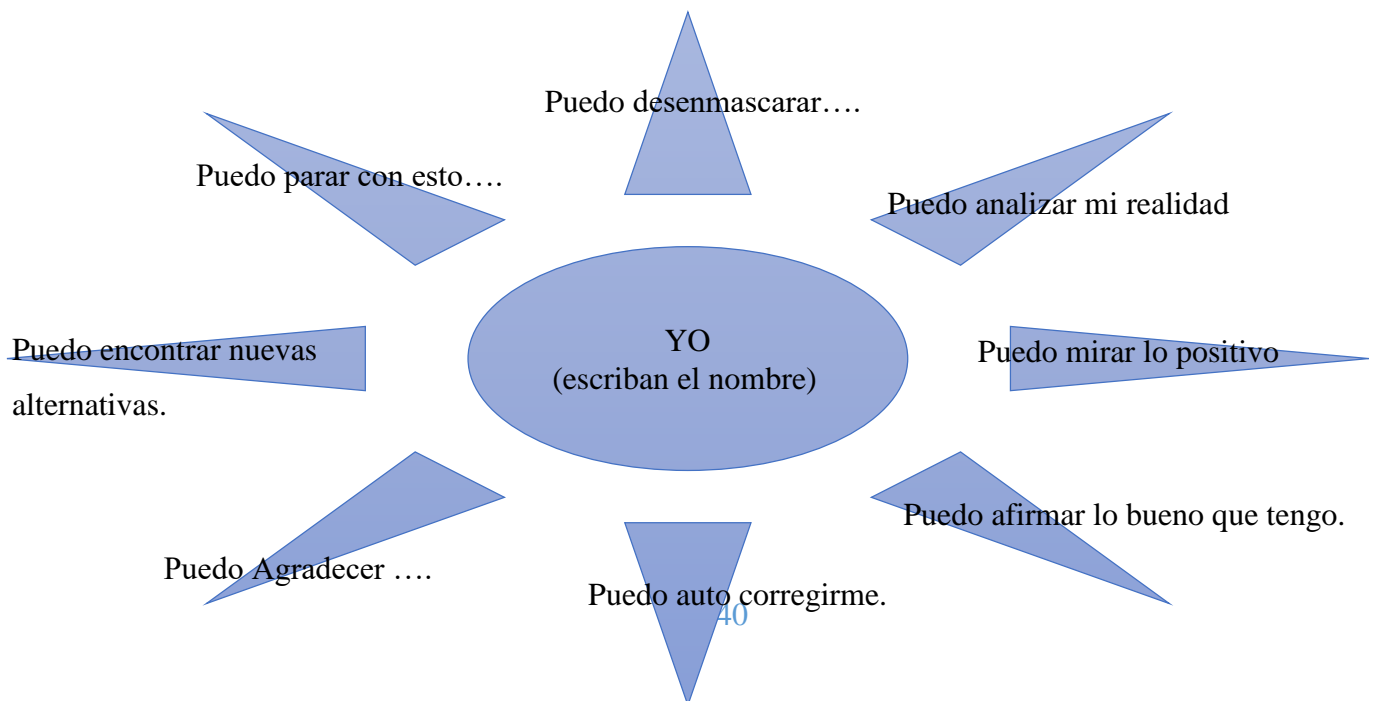 Puedo desenmascarar….
Puedo parar con esto….
Puedo analizar mi realidad
YO
(escriban el nombre)
Puedo encontrar nuevas
alternativas.
Puedo mirar lo positivo
Puedo afirmar lo bueno que tengo.
Puedo Agradecer ….
Puedo auto corregirme.
40